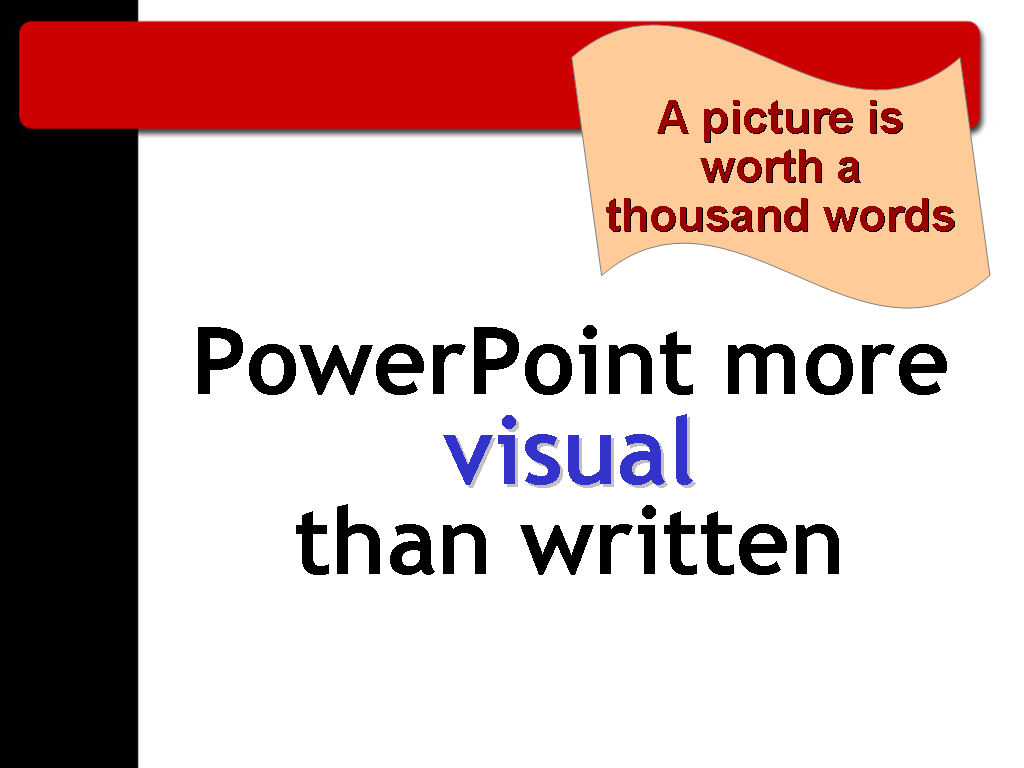 A picture is
worth a
thousand words
PowerPoint more
visual
than written